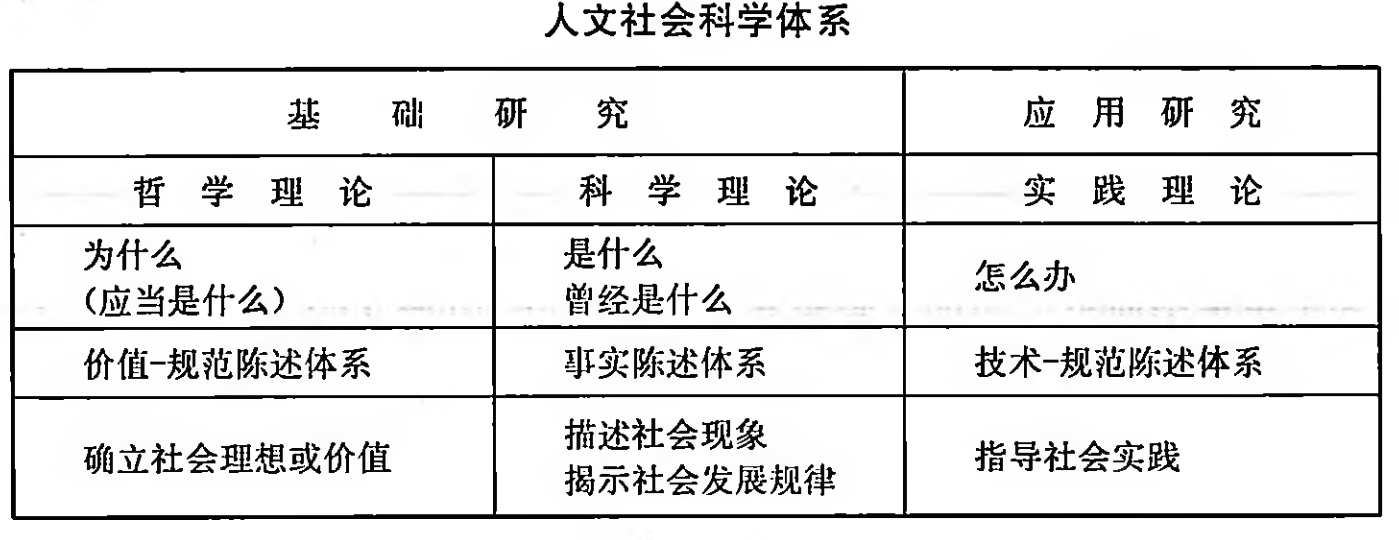 人文社会科学体系
基础研究
应用研究
哲学理论
科学理论
实践理论
为什么
(应当是什么)
是什么
曾经是什么
怎么办
价值-规范陈述体系
事实陈述体系
技术-规范陈述体系
确立社会理想或价值
描述社会现象
揭示社会发展规律
指导社会实践